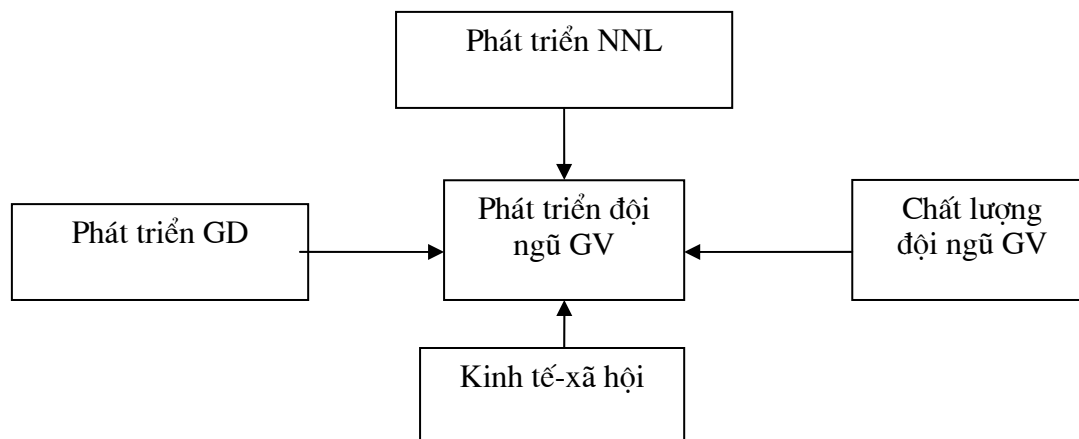 Phát triển NNL
Phát triển GD
Phát triển đội
ngũ GV
Chất lượng
đội ngũ GV
Kinh tế-xã hội